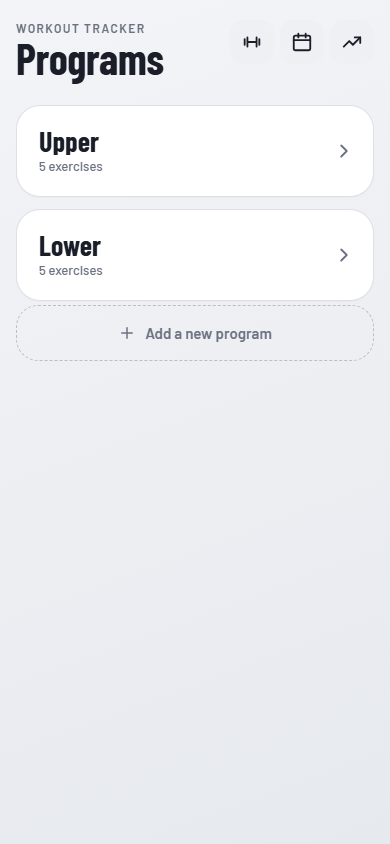 WORKOUT TRACKER
Programs
Upper
5 exercises
Lower
5 exercises
Add a new program